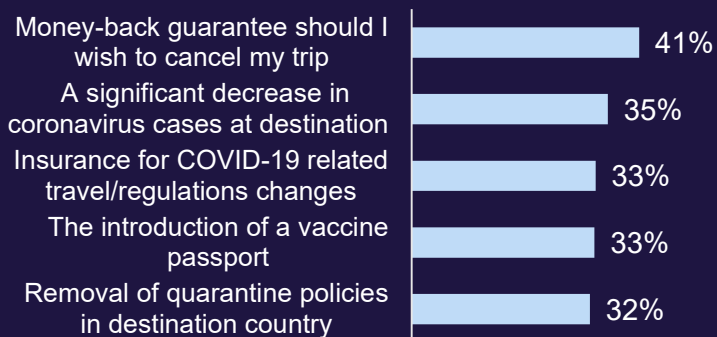 Money-back guarantee should I
wish to cancel my trip
41%
A significant decrease in
coronavirus cases at destination
35%
Insurance for COVID-19 related
travel/regulations changes
33%
The introduction of a vaccine
passport
33%
Removal of quarantine policies
in destination country
32%